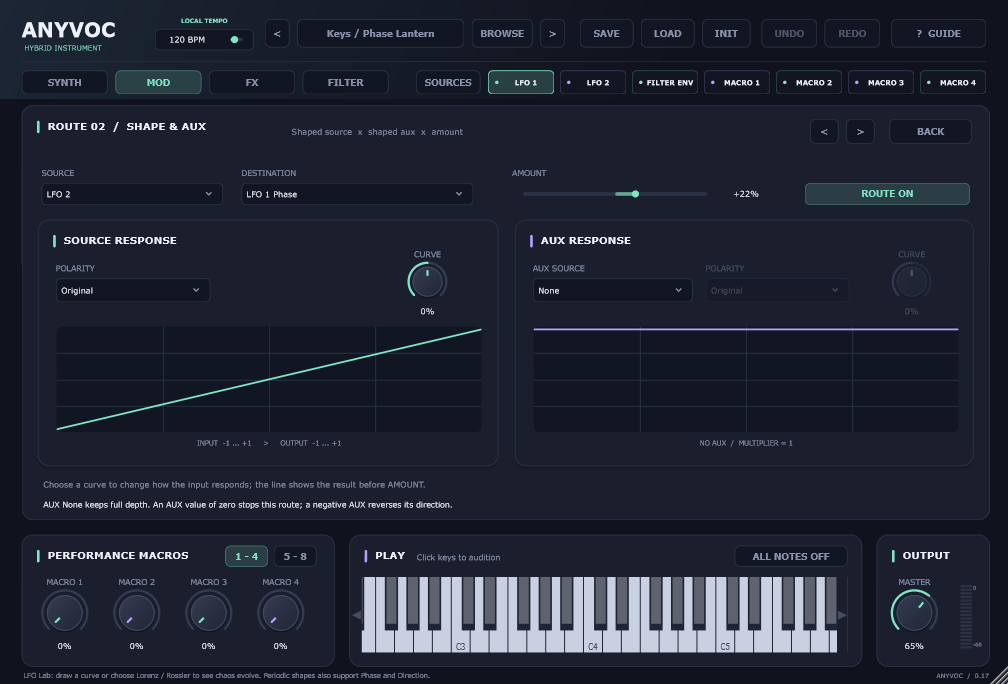 ANYVOC
HYBRID INSTRUMENT
LOCAL TEMPO
120 BPM
<
Keys / Phase Lantern
BROWSE
>
SAVE
LOAD
INIT
UNDO
REDO
? GUIDE
SYNTH
MOD
FX
FILTER
SOURCES
LFO 1
LFO 2
FILTER ENV
MACRO 1
MACRO 2
MACRO 3
MACRO 4
ROUTE 02 / SHAPE & AUX
Shaped source x shaped aux x amount
<
>
BACK
SOURCE
DESTINATION
AMOUNT
LFO 2
LFO 1 Phase
+22%
ROUTE ON
SOURCE RESPONSE
POLARITY
Original
CURVE
0%
INPUT -1 ... +1 > OUTPUT -1 ... +1
AUX RESPONSE
AUX SOURCE
None
POLARITY
Original
CURVE
0%
NO AUX / MULTIPLIER = 1
Choose a curve to change how the input responds; the line shows the result before AMOUNT.
AUX None keeps full depth. An AUX value of zero stops this route; a negative AUX reverses its direction.
PERFORMANCE MACROS
1 - 4
5 - 8
MACRO 1
MACRO 2
MACRO 3
MACRO 4
0%
0%
0%
0%
PLAY
Click keys to audition
ALL NOTES OFF
C3
C4
C5
OUTPUT
MASTER
65%
0
-60
LFO Lab: draw a curve or choose Lorenz / Rossler to see chaos evolve. Periodic shapes also support Phase and Direction.
ANYVOC / 0.17